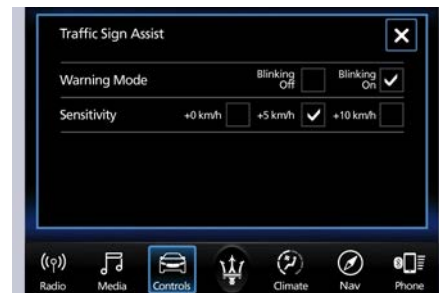 Traffic Sign Assist
Warning Mode
Blinking
Off
Blinking
On
Sensitivity
+0 km/h
+5 km/h
+10 km/h
Radio
Media
Controls
Climate
Nav
Phone